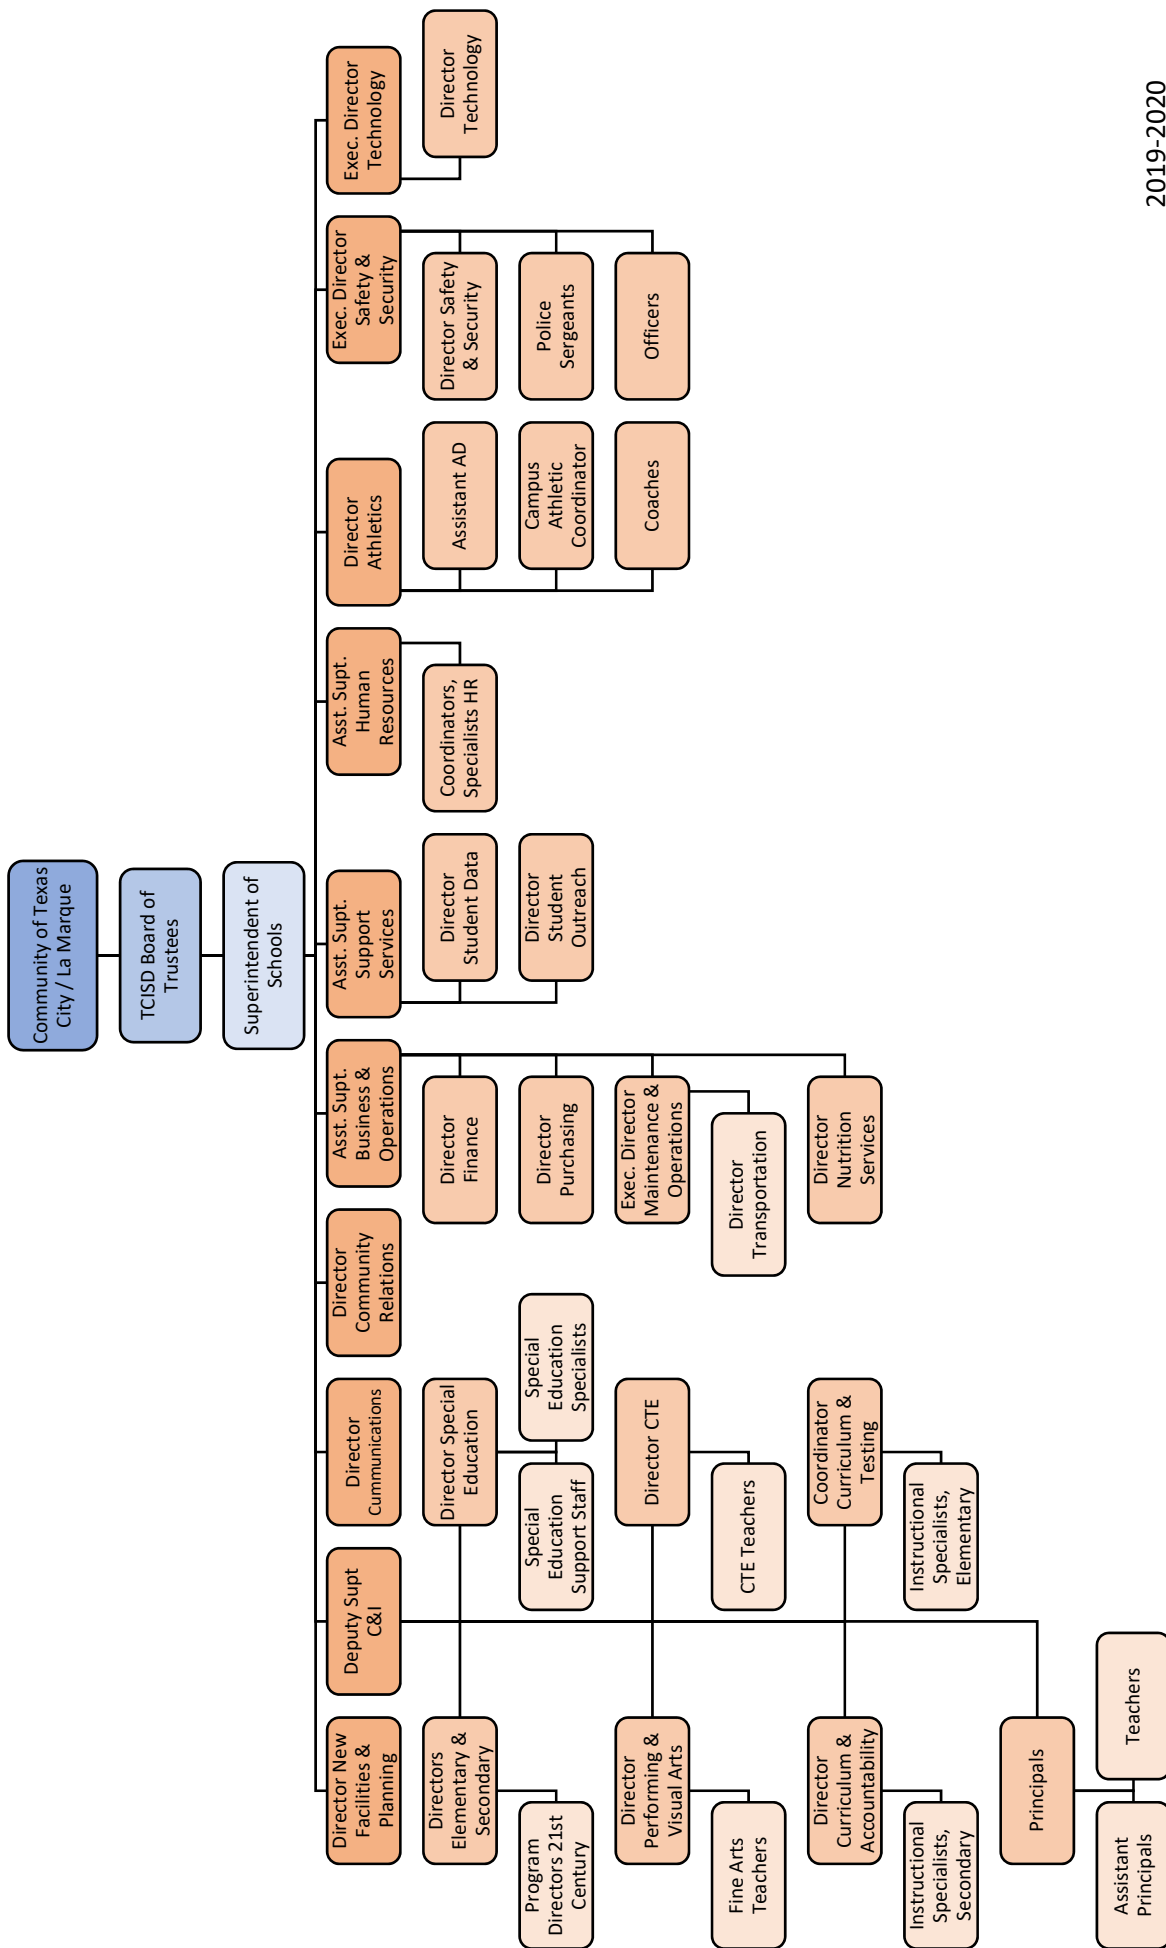 Community of Texas
City / La Marque
TCISD Board of
Trustees
Superintendent of
Schools
Director New
Facilities &
Planning
Deputy Supt
C&I
Director
Cummunications
Director
Community
Relations
Asst. Supt.
Business &
Operations
Asst. Supt.
Support
Services
Asst. Supt.
Human
Resources
Director
Athletics
Exec. Director
Safety &
Security
Exec. Director
Technology
Directors
Elementary &
Secondary
Program
Directors 21st
Century
Director Special
Education
Special
Education
Support Staff
Special
Education
Specialists
Director
Performing &
Visual Arts
Fine Arts
Teachers
Director CTE
CTE Teachers
Director
Curriculum &
Accountability
Instructional
Specialists,
Secondary
Coordinator
Curriculum &
Testing
Instructional
Specialists,
Elementary
Principals
Assistant
Principals
Teachers
Director
Finance
Director
Purchasing
Exec. Director
Maintenance &
Operations
Director
Transportation
Director
Nutrition
Services
Director
Student Data
Director
Student
Outreach
Coordinators,
Specialists HR
Assistant AD
Campus
Athletic
Coordinator
Coaches
Director Safety
& Security
Police
Sergeants
Officers
Director
Technology
2019-2020